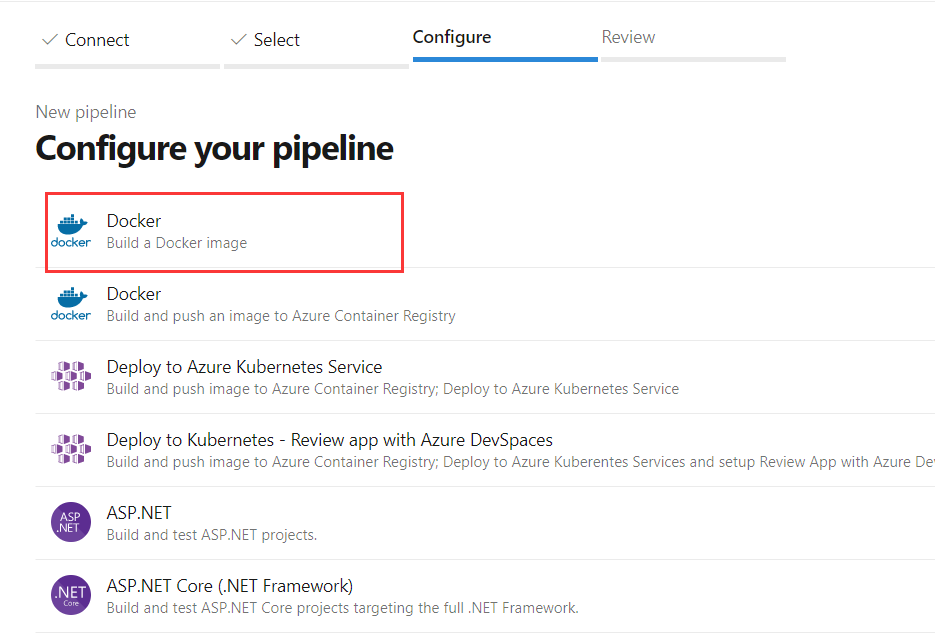 Connect
Select
Configure
Review
New pipeline
Configure your pipeline
docker
Docker
Build a Docker image
docker
Docker
Build and push an image to Azure Container Registry
Deploy to Azure Kubernetes Service
Build and push image to Azure Container Registry; Deploy to Azure Kubernetes Service
Deploy to Kubernetes - Review app with Azure DevSpaces
Build and push image to Azure Container Registry; Deploy to Azure Kuberentes Services and setup Review App with Azure De
ASP
.NET
ASP.NET
Build and test ASP.NET projects.
.NET
Core
ASP.NET Core (.NET Framework)
Build and test ASP.NET Core projects targeting the full .NET Framework.